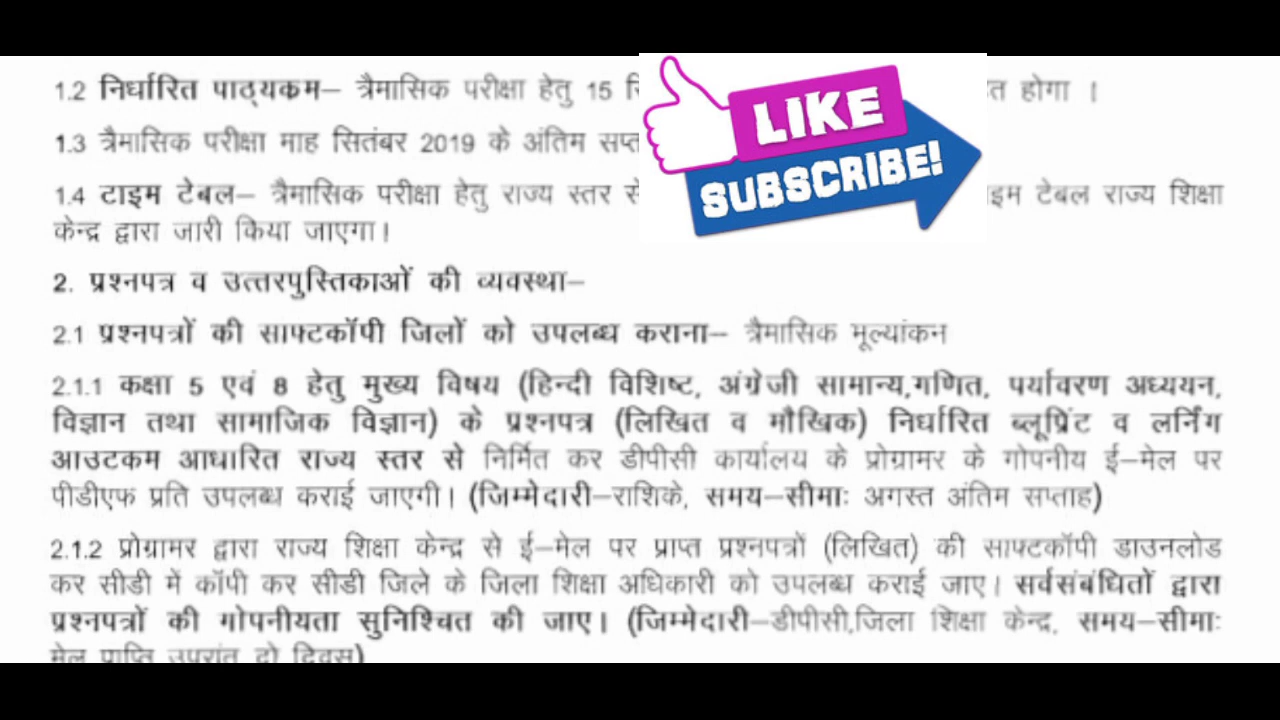 1.2 निर्धारित पाठ्यकम– त्रैमासिक परीक्षा हेतु 15 त होगा ।
1.3 त्रैमासिक परीक्षा माह सितंबर 2019 के अंतिम
1.4 टाइम टेबल– त्रैमासिक परीक्षा हेतु राज्य स्तर टेबल राज्य शिक्षा
केन्द्र द्वारा जारी किया जाएगा।
LIKE
SUBSCRIBE!
2. प्रश्नपत्र व उत्तरपुस्तिकाओं की व्यवस्था–
2.1 प्रश्नपत्रों की साफ्टकॉपी जिलों को उपलब्ध कराना– त्रैमासिक मूल्यांकन
2.1.1 कक्षा 5 एवं 8 हेतु मुख्य विषय (हिन्दी विशिष्ट, अंग्रेजी सामान्य,गणित, पर्यावरण अध्ययन,
विज्ञान तथा सामाजिक विज्ञान) के प्रश्नपत्र (लिखित व मौखिक) निर्धारित ब्लूप्रिंट व लर्निंग
आउटकम आधारित राज्य स्तर से निर्मित कर डीपीसी कार्यालय के प्रोग्रामर के गोपनीय ई–मेल पर
पीडीएफ प्रति उपलब्ध कराई जाएगी। (जिम्मेदारी–राशिके, समय–सीमाः अगस्त अंतिम सप्ताह)
2.1.2 प्रोग्रामर द्वारा राज्य शिक्षा केन्द्र से ई–मेल पर प्राप्त प्रश्नपत्रों (लिखित) की साफ्टकॉपी डाउनलोड
कर सीडी में कॉपी कर सीडी जिले के जिला शिक्षा अधिकारी को उपलब्ध कराई जाए। सर्वसंबंधितों द्वारा
प्रश्नपत्रों की गोपनीयता सुनिश्चित की जाए। (जिम्मेदारी–डीपीसी,जिला शिक्षा केन्द्र, समय–सीमाः
मेल प्राप्ति उपरांत दो दिवस)